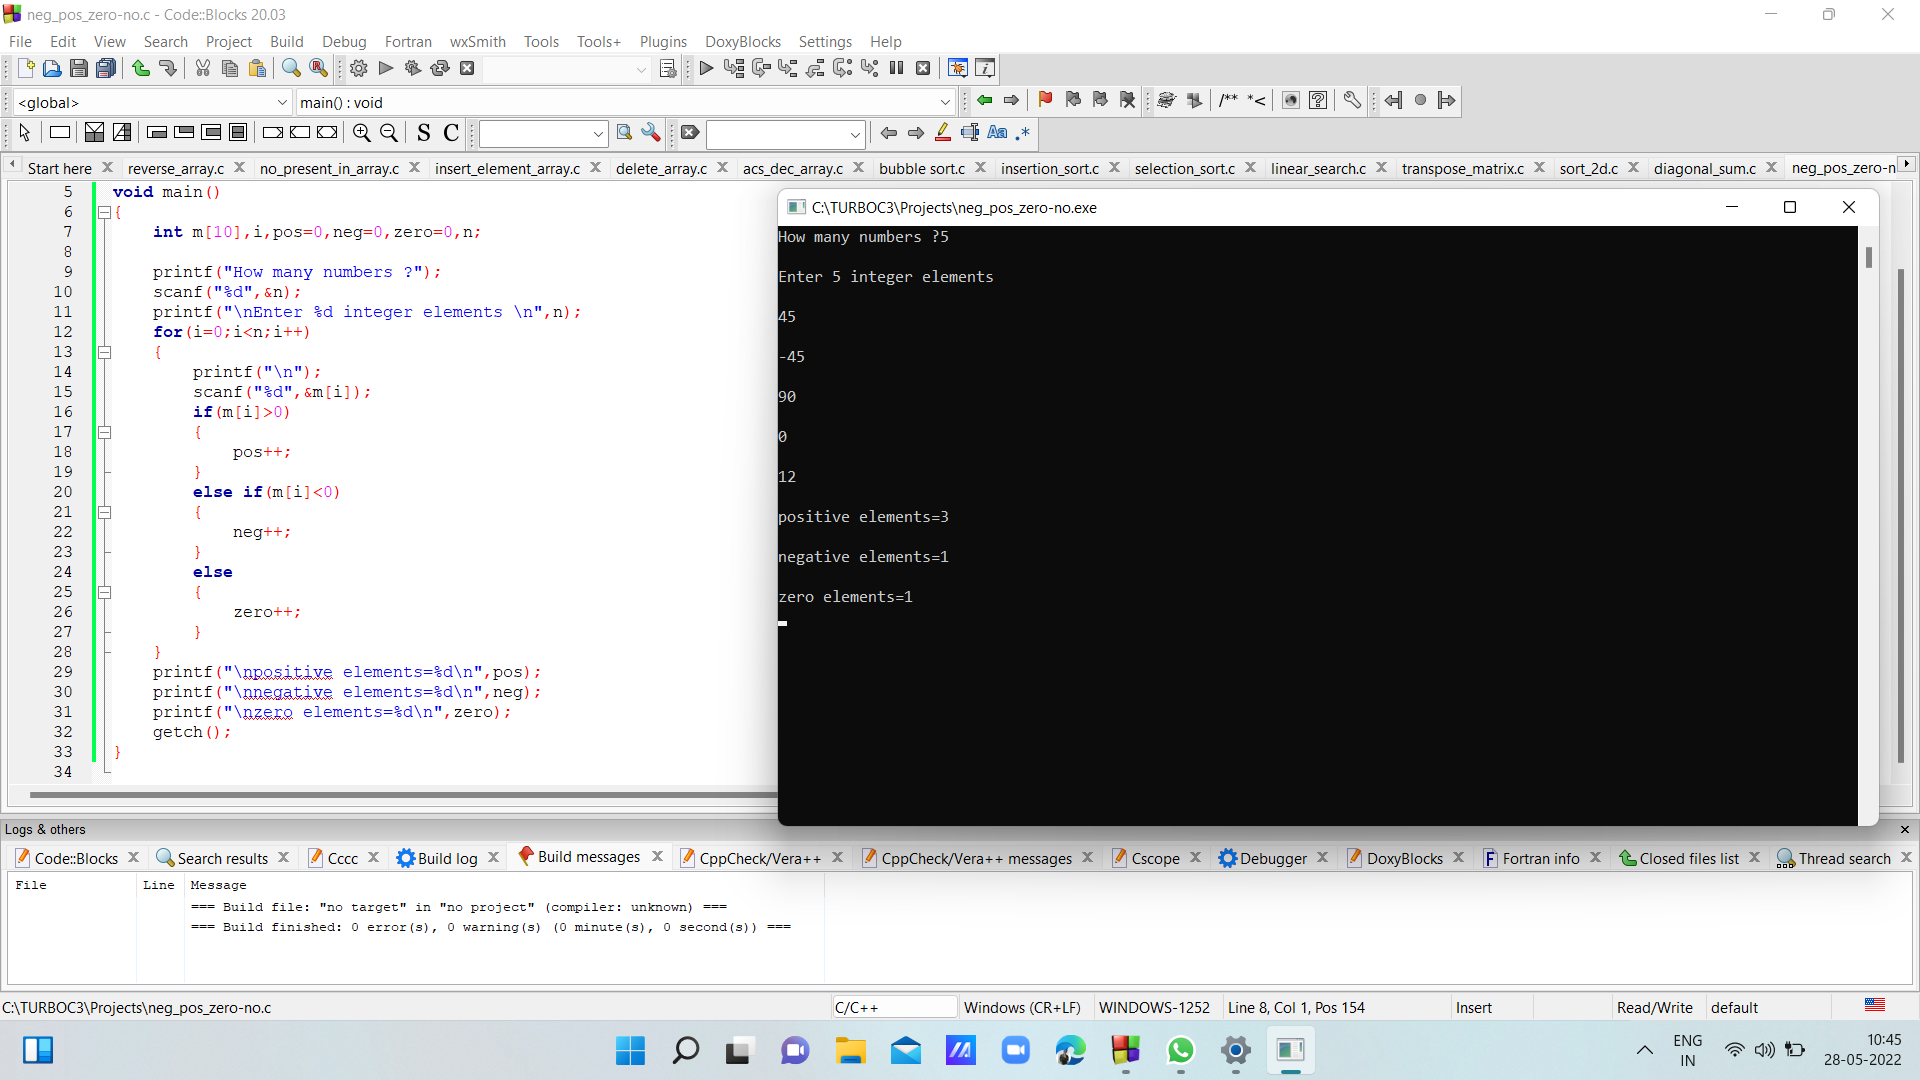 neg_pos_zero-no.c - Code::Blocks 20.03
File Edit View Search Project Build Debug Fortran wxSmith Tools Tools+ Plugins DoxyBlocks Settings Help
<global> main() : void
/** *<
S C
Aa .*
Start here reverse_array.c no_present_in_array.c insert_element_array.c delete_array.c acs_dec_array.c bubble sort.c insertion_sort.c selection_sort.c linear_search.c transpose_matrix.c sort_2d.c diagonal_sum.c neg_pos_zero-n
5 void main()
6 {
7 int m[10],i,pos=0,neg=0,zero=0,n;
8
9 printf("How many numbers ?");
10 scanf("%d",&n);
11 printf("\nEnter %d integer elements \n",n);
12 for(i=0;i<n;i++)
13 {
14 printf("\n");
15 scanf("%d",&m[i]);
16 if(m[i]>0)
17 {
18 pos++;
19 }
20 else if(m[i]<0)
21 {
22 neg++;
23 }
24 else
25 {
26 zero++;
27 }
28 }
29 printf("\npositive elements=%d\n",pos);
30 printf("\nnegative elements=%d\n",neg);
31 printf("\nzero elements=%d\n",zero);
32 getch();
33 }
34
C:\TURBOC3\Projects\neg_pos_zero-no.exe
How many numbers ?5
Enter 5 integer elements
45
-45
90
0
12
positive elements=3
negative elements=1
zero elements=1
Logs & others
Code::Blocks Search results Cccc Build log Build messages CppCheck/Vera++ CppCheck/Vera++ messages Cscope Debugger DoxyBlocks Fortran info Closed files list Thread search
File Line Message
=== Build file: "no target" in "no project" (compiler: unknown) ===
=== Build finished: 0 error(s), 0 warning(s) (0 minute(s), 0 second(s)) ===
C:\TURBOC3\Projects\neg_pos_zero-no.c C/C++ Windows (CR+LF) WINDOWS-1252 Line 8, Col 1, Pos 154 Insert Read/Write default
ENG
IN
10:45
28-05-2022